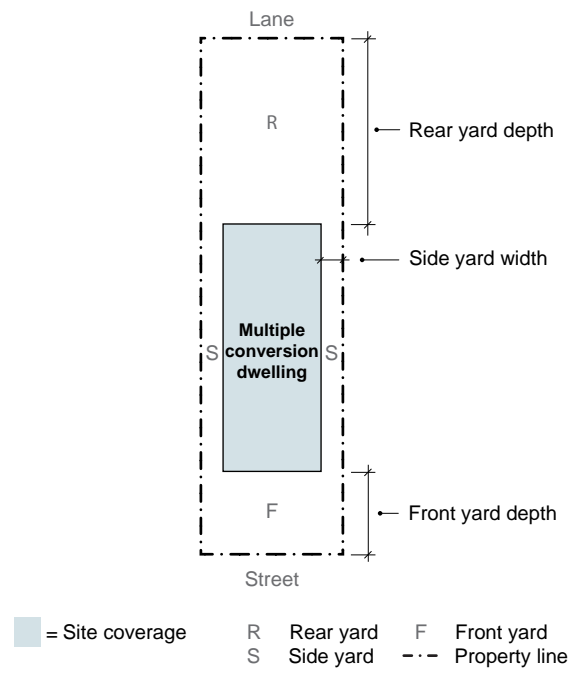 Lane
R
Rear yard depth
Side yard width
S
Multiple
conversion
dwelling
S
F
Front yard depth
Street
= Site coverage
R Rear yard
F Front yard
S Side yard
Property line